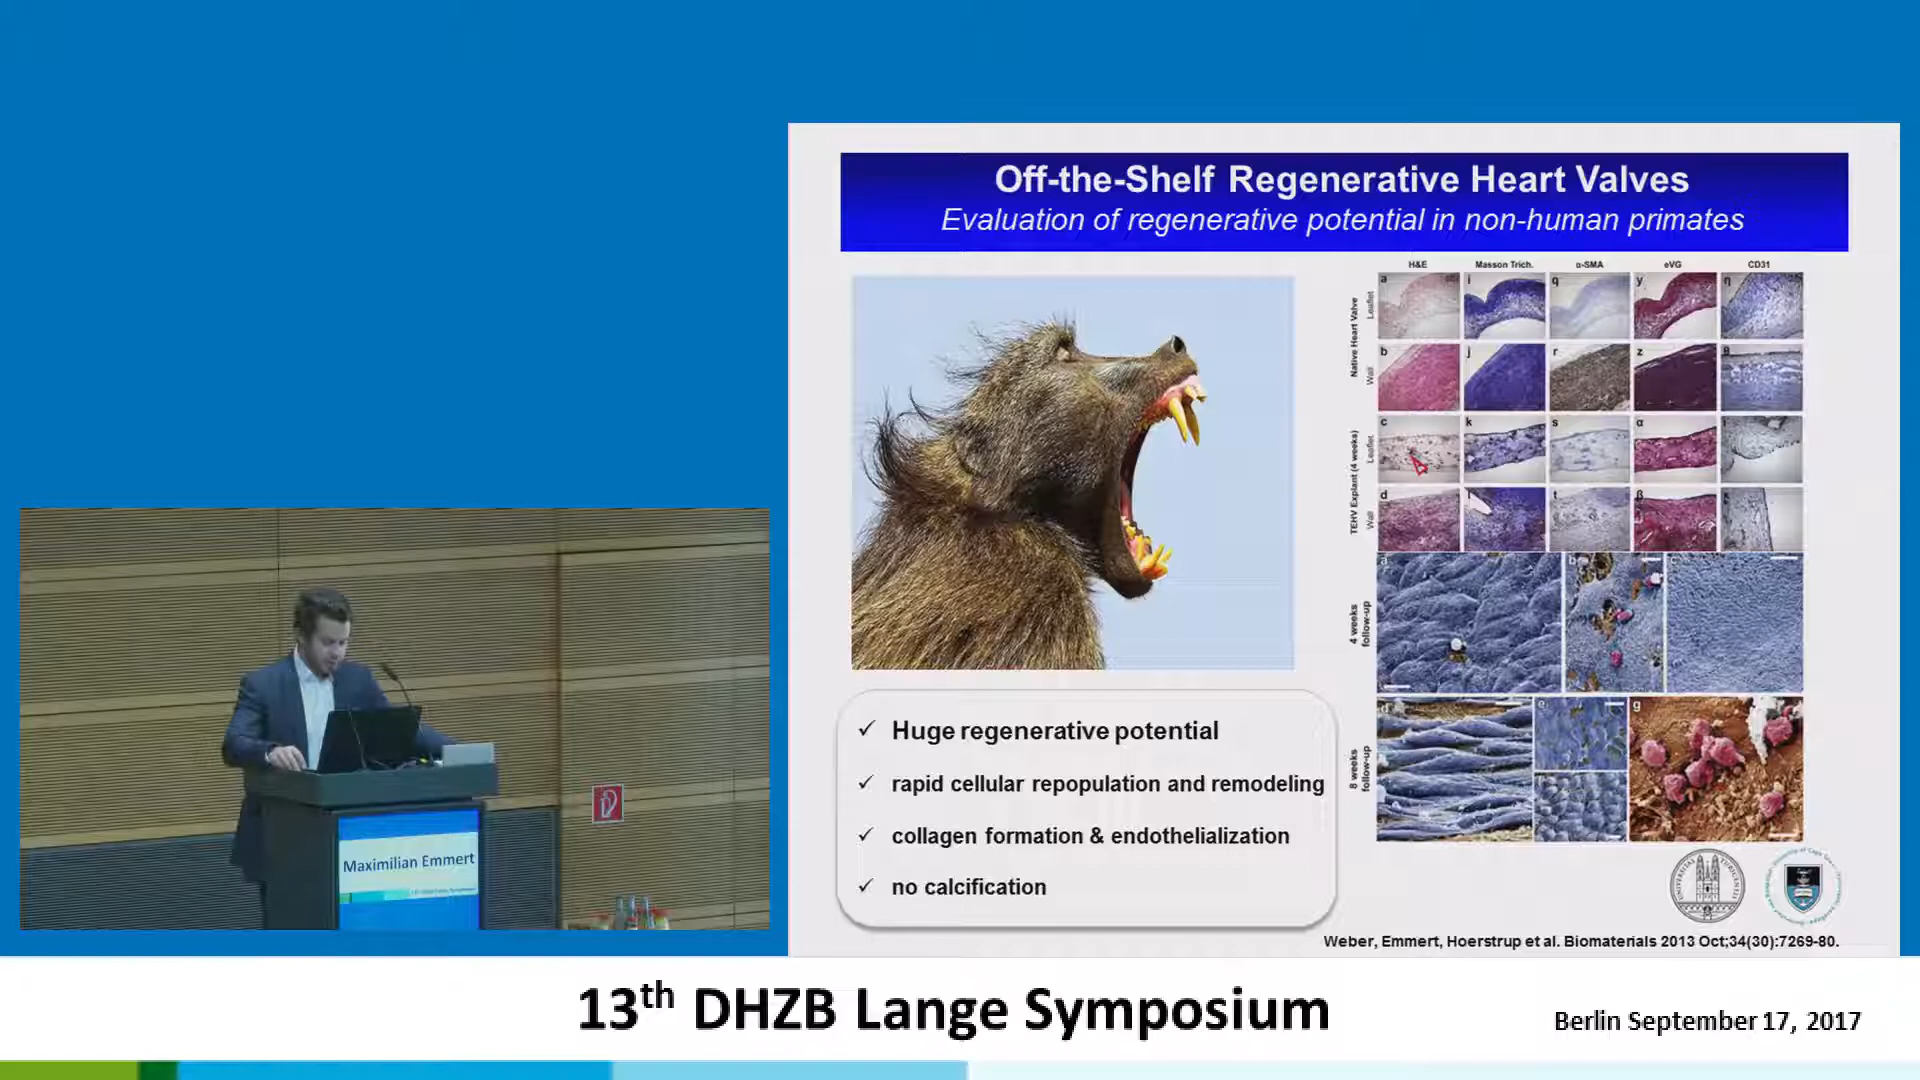 Off-the-Shelf Regenerative Heart Valves
Evaluation of regenerative potential in non-human primates
H&E Masson Trich. α-SMA eVG CD31
Native Heart Valve
Leaflet
Wall
TEHV Explant (4 weeks)
Leaflet
Wall
a i q y η
b j r z θ
c k s α ι
d l t β κ
4 weeks
follow-up
a b c
8 weeks
follow-up
d e g
✓ Huge regenerative potential
✓ rapid cellular repopulation and remodeling
✓ collagen formation & endothelialization
✓ no calcification
Weber, Emmert, Hoerstrup et al. Biomaterials 2013 Oct;34(30):7269-80.
Maximilian Emmert
13th DHZB Lange Symposium
Berlin September 17, 2017